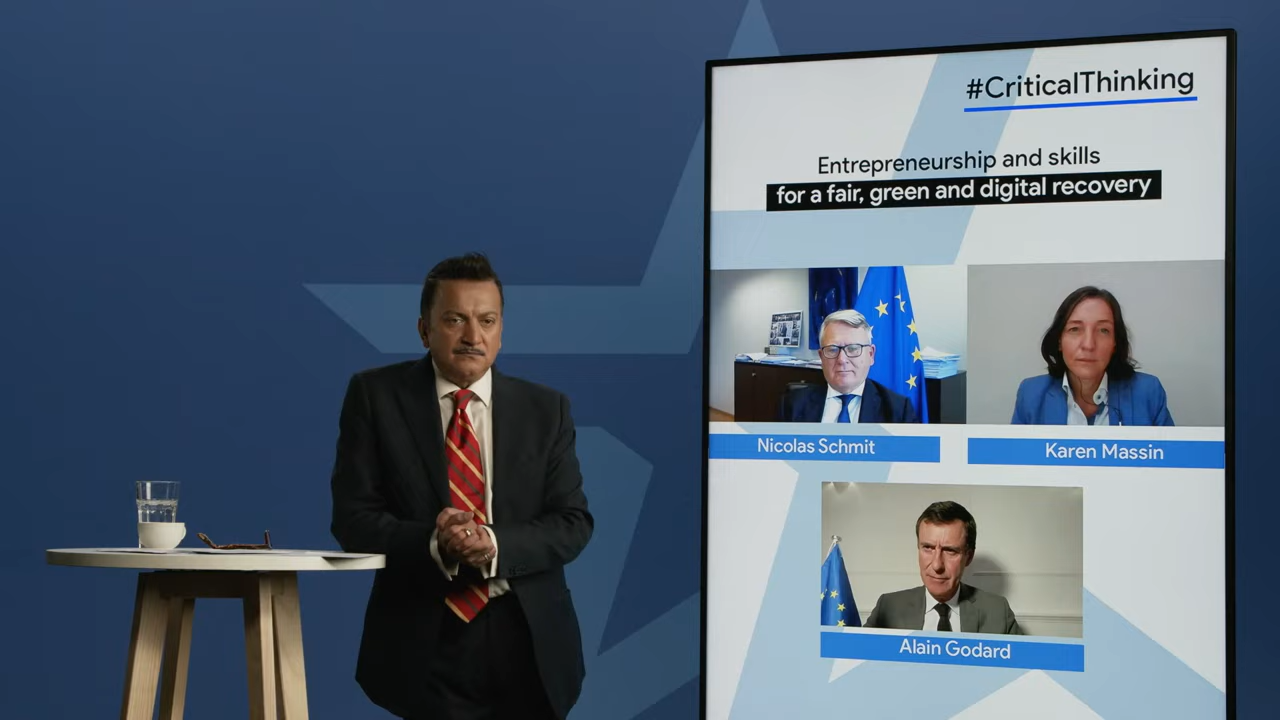 #CriticalThinking
Entrepreneurship and skills
for a fair, green and digital recovery
Nicolas Schmit
Karen Massin
Alain Godard